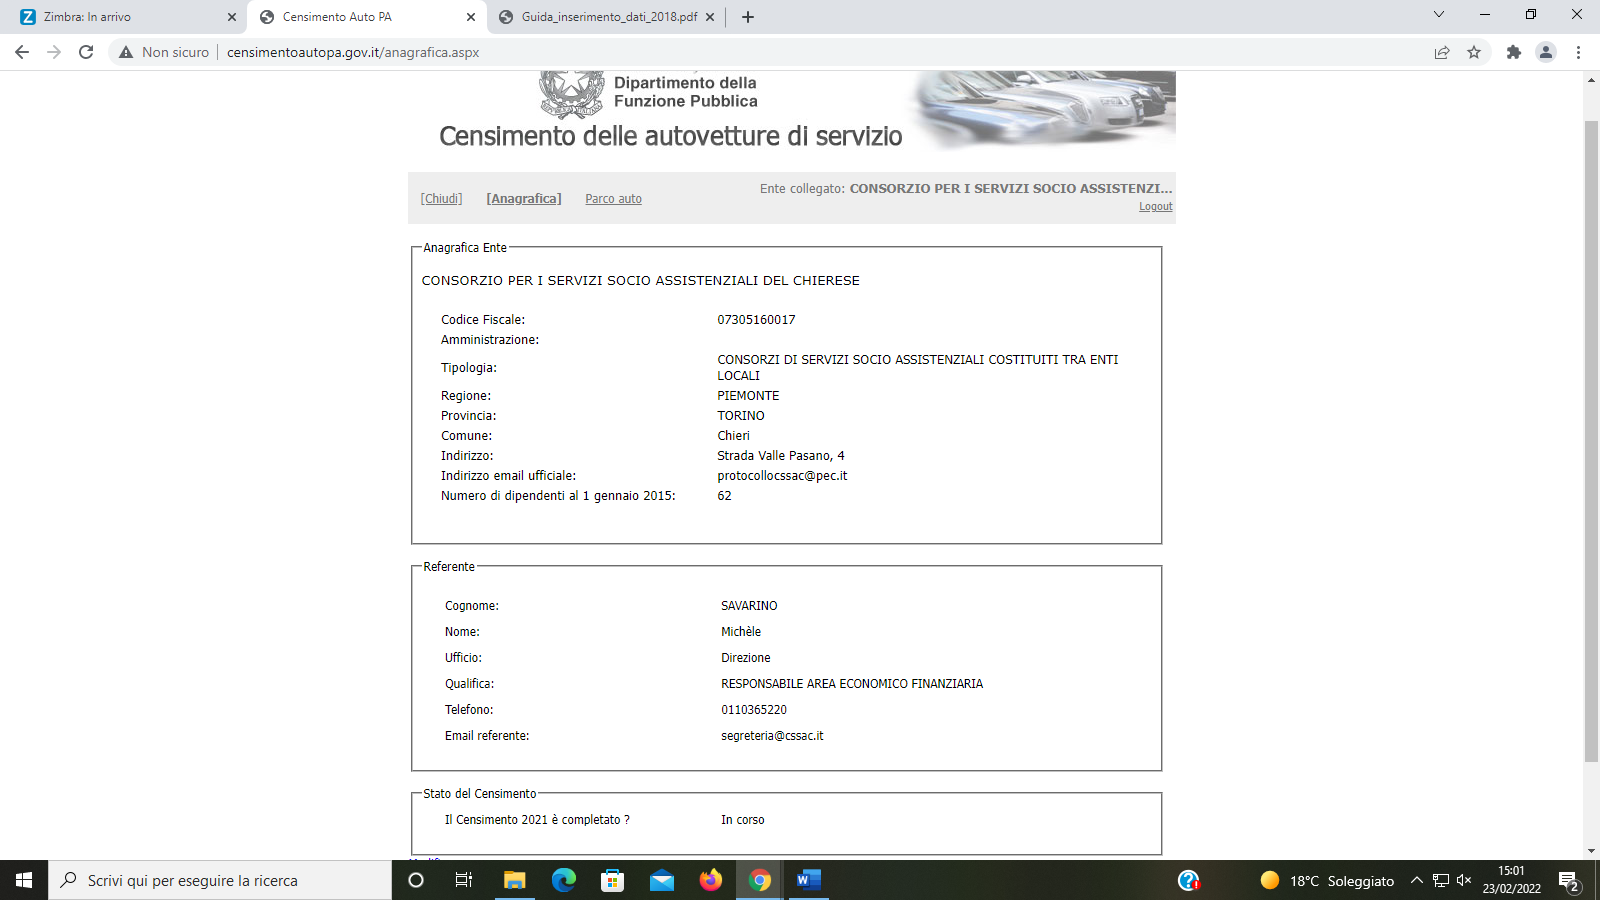 Zimbra: In arrivo
Censimento Auto PA
Guida_inserimento_dati_2018.pdf
Non sicuro
censimentoautopa.gov.it/anagrafica.aspx
Dipartimento della
Funzione Pubblica
Censimento delle autovetture di servizio
[Chiudi]
[Anagrafica]
Parco auto
Ente collegato: CONSORZIO PER I SERVIZI SOCIO ASSISTENZI...
Logout
Anagrafica Ente
CONSORZIO PER I SERVIZI SOCIO ASSISTENZIALI DEL CHIERESE
Codice Fiscale: 07305160017
Amministrazione:
Tipologia: CONSORZI DI SERVIZI SOCIO ASSISTENZIALI COSTITUITI TRA ENTI
LOCALI
Regione: PIEMONTE
Provincia: TORINO
Comune: Chieri
Indirizzo: Strada Valle Pasano, 4
Indirizzo email ufficiale: protocollocssac@pec.it
Numero di dipendenti al 1 gennaio 2015: 62
Referente
Cognome: SAVARINO
Nome: Michèle
Ufficio: Direzione
Qualifica: RESPONSABILE AREA ECONOMICO FINANZIARIA
Telefono: 0110365220
Email referente: segreteria@cssac.it
Stato del Censimento
Il Censimento 2021 è completato ? In corso
Scrivi qui per eseguire la ricerca
18°C Soleggiato
15:01
23/02/2022
2